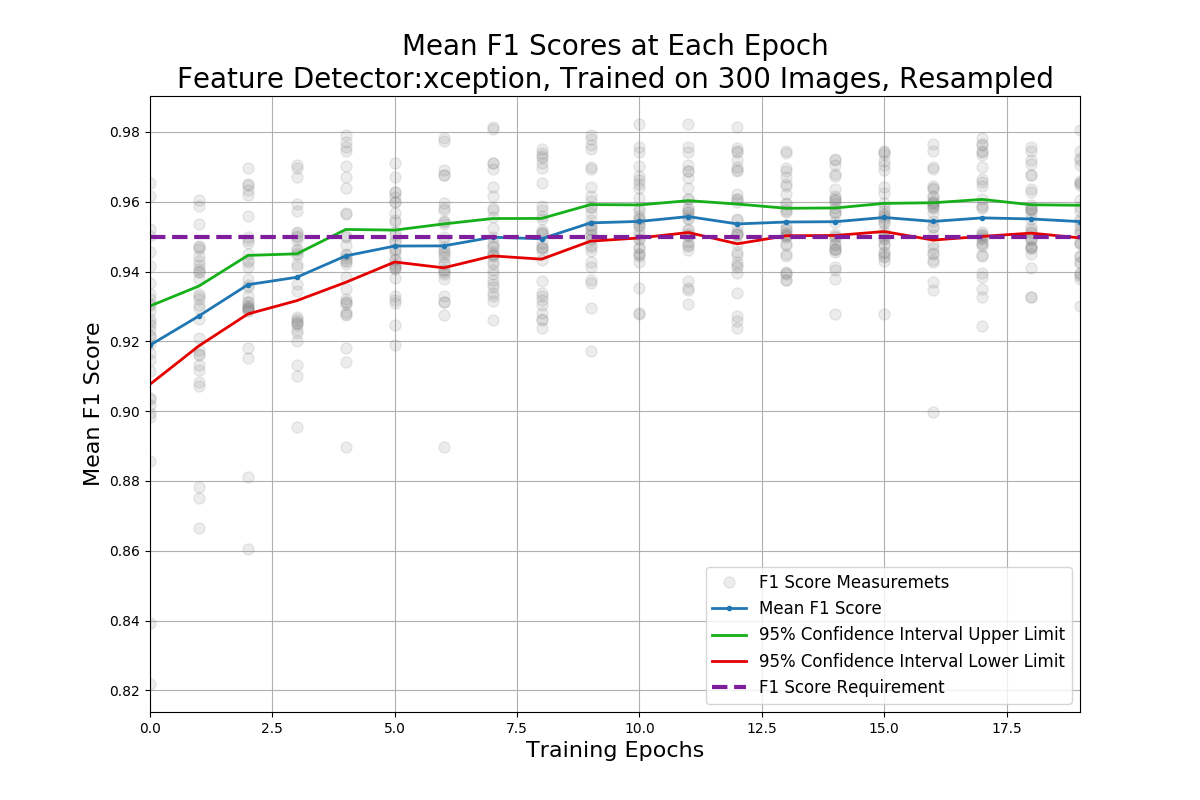 Mean F1 Scores at Each Epoch
Feature Detector:xception, Trained on 300 Images, Resampled
Mean F1 Score
0.98
0.96
0.94
0.92
0.90
0.88
0.86
0.84
0.82
F1 Score Measuremets
Mean F1 Score
95% Confidence Interval Upper Limit
95% Confidence Interval Lower Limit
F1 Score Requirement
0.0 2.5 5.0 7.5 10.0 12.5 15.0 17.5
Training Epochs